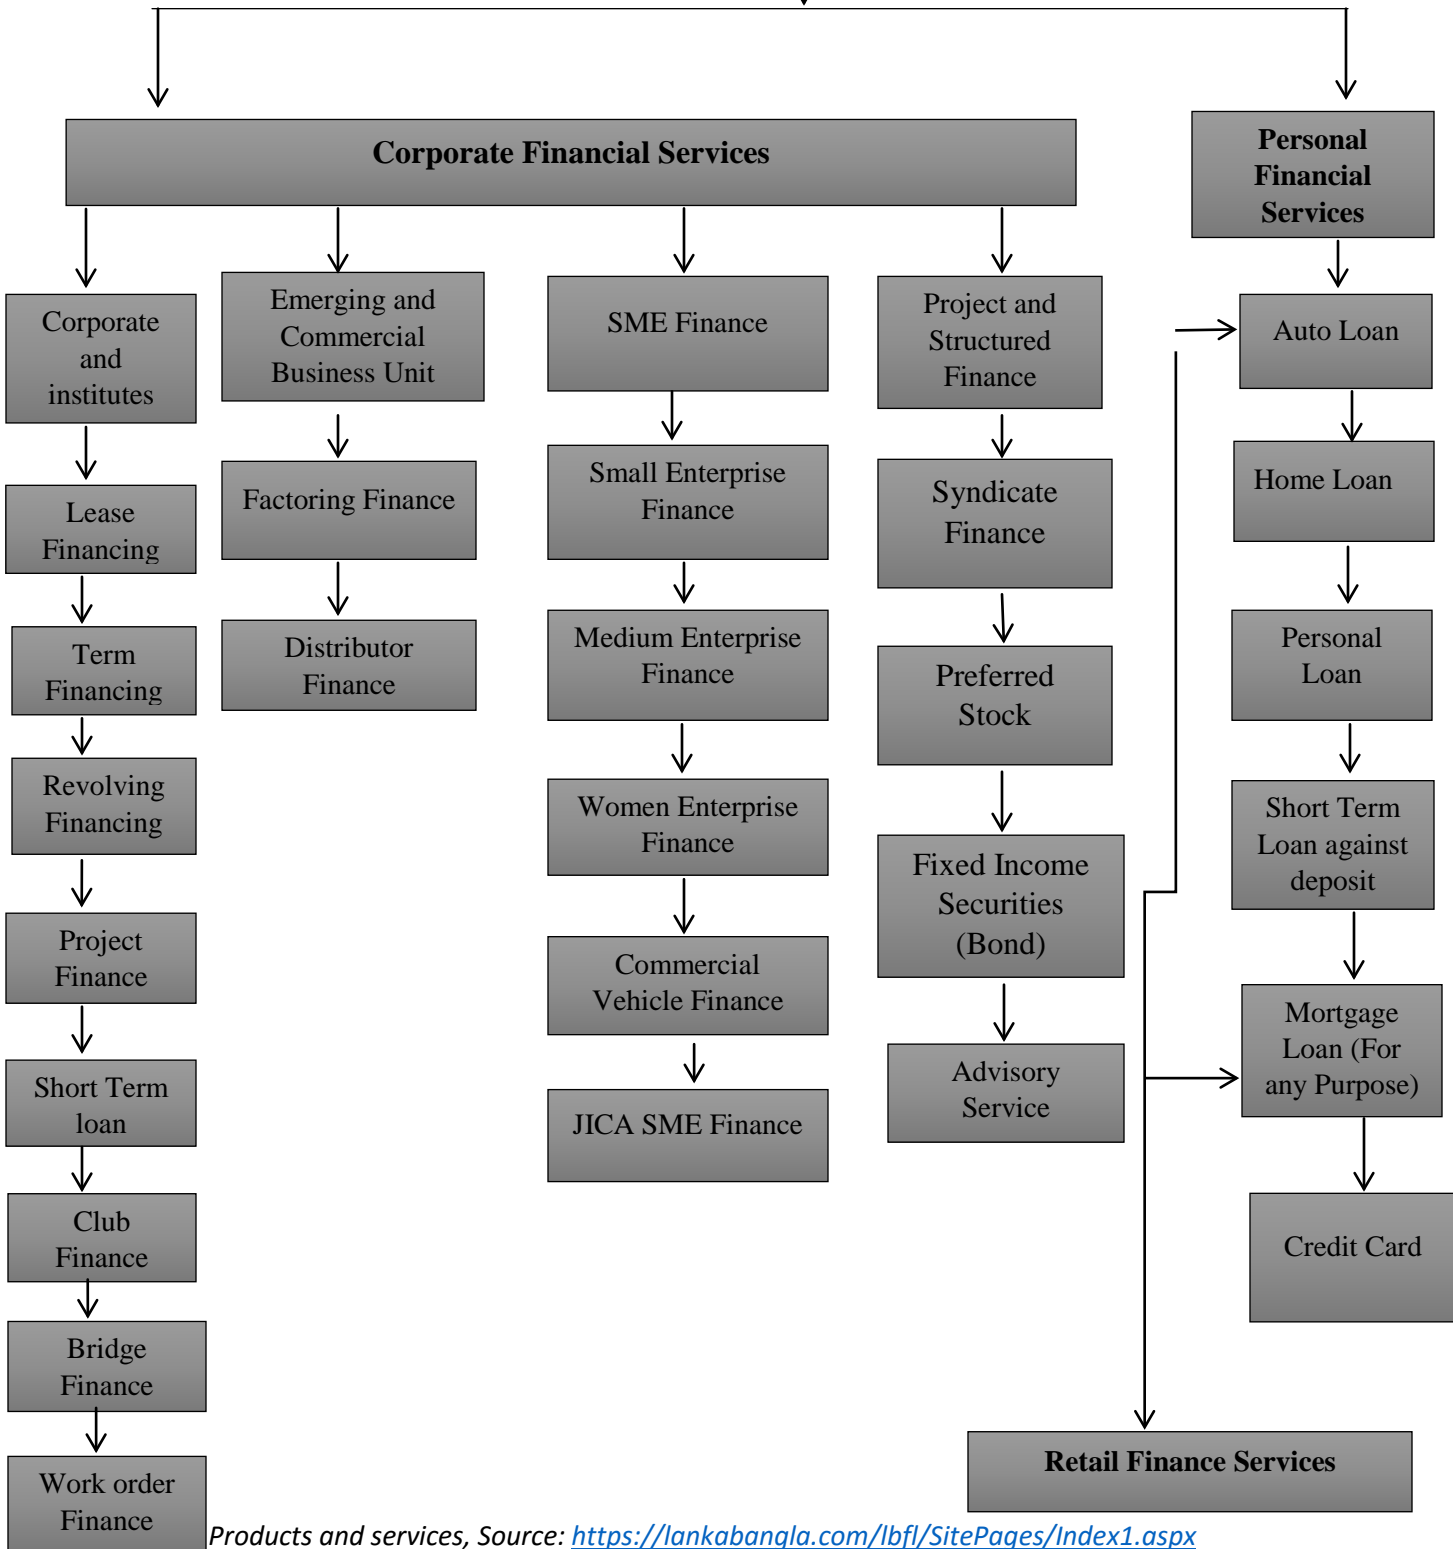 Corporate Financial Services
Personal
Financial
Services
Corporate
and
institutes
Lease
Financing
Term
Financing
Revolving
Financing
Project
Finance
Short Term
loan
Club
Finance
Bridge
Finance
Work order
Finance
Emerging and
Commercial
Business Unit
Factoring Finance
Distributor
Finance
SME Finance
Small Enterprise
Finance
Medium Enterprise
Finance
Women Enterprise
Finance
Commercial
Vehicle Finance
JICA SME Finance
Project and
Structured
Finance
Syndicate
Finance
Preferred
Stock
Fixed Income
Securities
(Bond)
Advisory
Service
Auto Loan
Home Loan
Personal
Loan
Short Term
Loan against
deposit
Mortgage
Loan (For
any Purpose)
Credit Card
Retail Finance Services
Products and services, Source: https://lankabangla.com/lbfl/SitePages/Index1.aspx